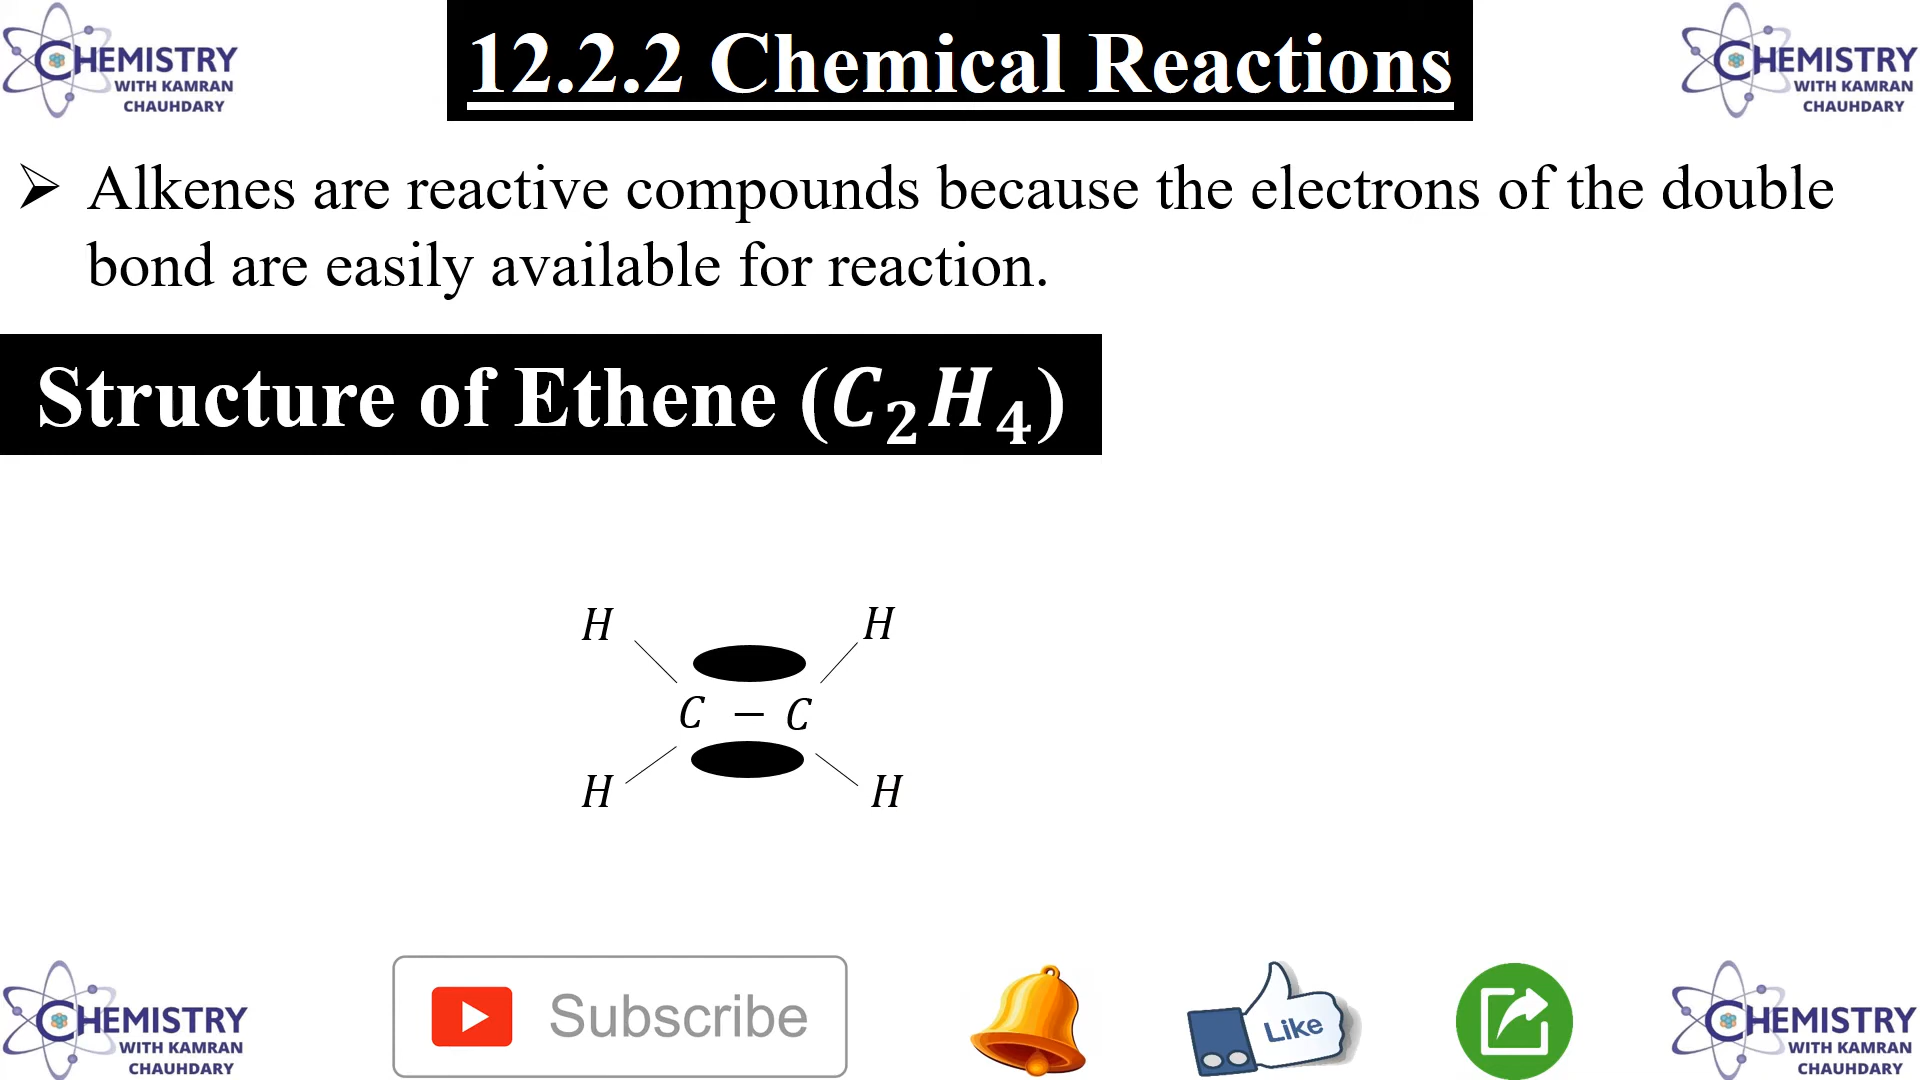 CHEMISTRY
WITH KAMRAN
CHAUHDARY
12.2.2 Chemical Reactions
CHEMISTRY
WITH KAMRAN
CHAUHDARY
➢ Alkenes are reactive compounds because the electrons of the double
bond are easily available for reaction.
Structure of Ethene (C₂H₄)
H H
C – C
H H
CHEMISTRY
WITH KAMRAN
CHAUHDARY
Subscribe
Like
CHEMISTRY
WITH KAMRAN
CHAUHDARY